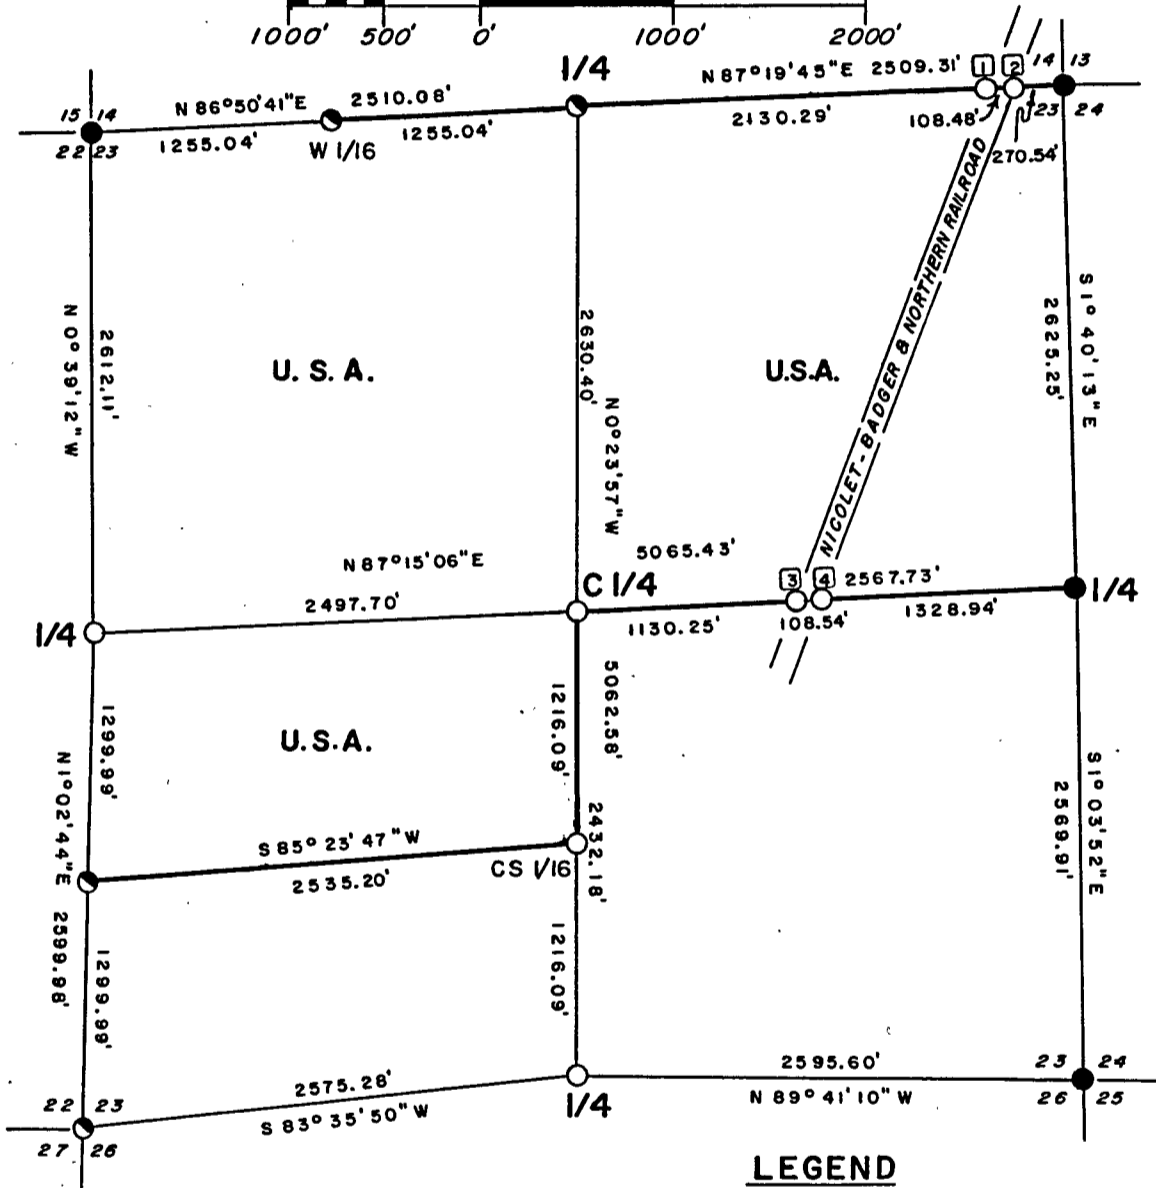 1000' 500' 0' 1000' 2000'
1/4
N 87°19'45"E 2509.31' 1 2 14 13
N 86°50'41"E 2510.08'
15 14
22 23
1255.04' W 1/16 1255.04'
2130.29' 108.48' 23 24
270.54'
NICOLET - BADGER & NORTHERN RAILROAD
N 0°39'12"W 2612.11'
U. S. A.
2630.40' N 0°23'57"W
U.S.A.
S 1°40'13"E 2625.25'
5065.43'
N 87°15'06"E
C 1/4
3 4 2567.73'
1/4
2497.70'
1/4
1130.25' 108.54' 1328.94'
1299.99'
U.S.A.
1216.09' 5062.58'
N 1°02'44"E 2599.98'
S 85°23'47"W
2535.20'
CS 1/16
2432.18'
S 1°03'52"E 2569.91'
1299.99'
1216.09'
2575.28'
S 83°35'50"W
1/4
2595.60'
N 89°41'10"W
23 24
26 25
22 23
27 26
LEGEND